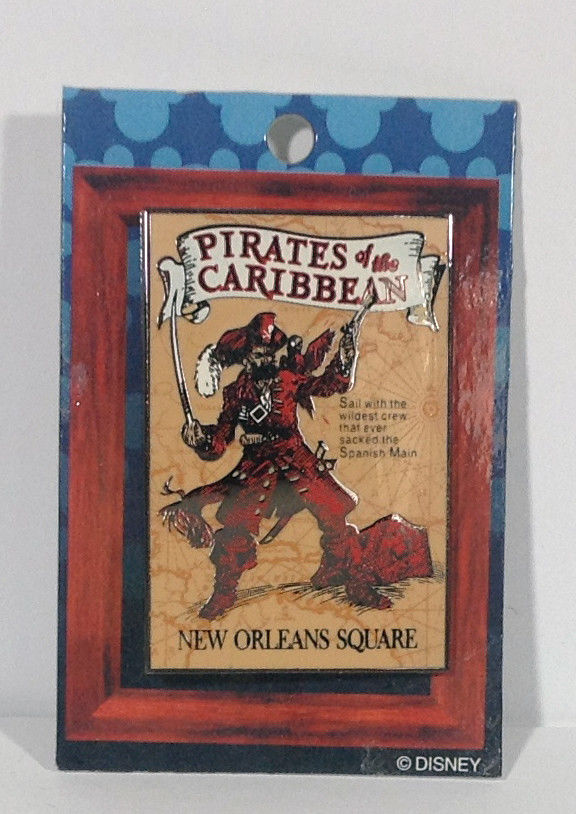 PIRATES of the
CARIBBEAN
Sail with the
wildest crew
that ever
sacked the
Spanish Main
NEW ORLEANS SQUARE
© DISNEY